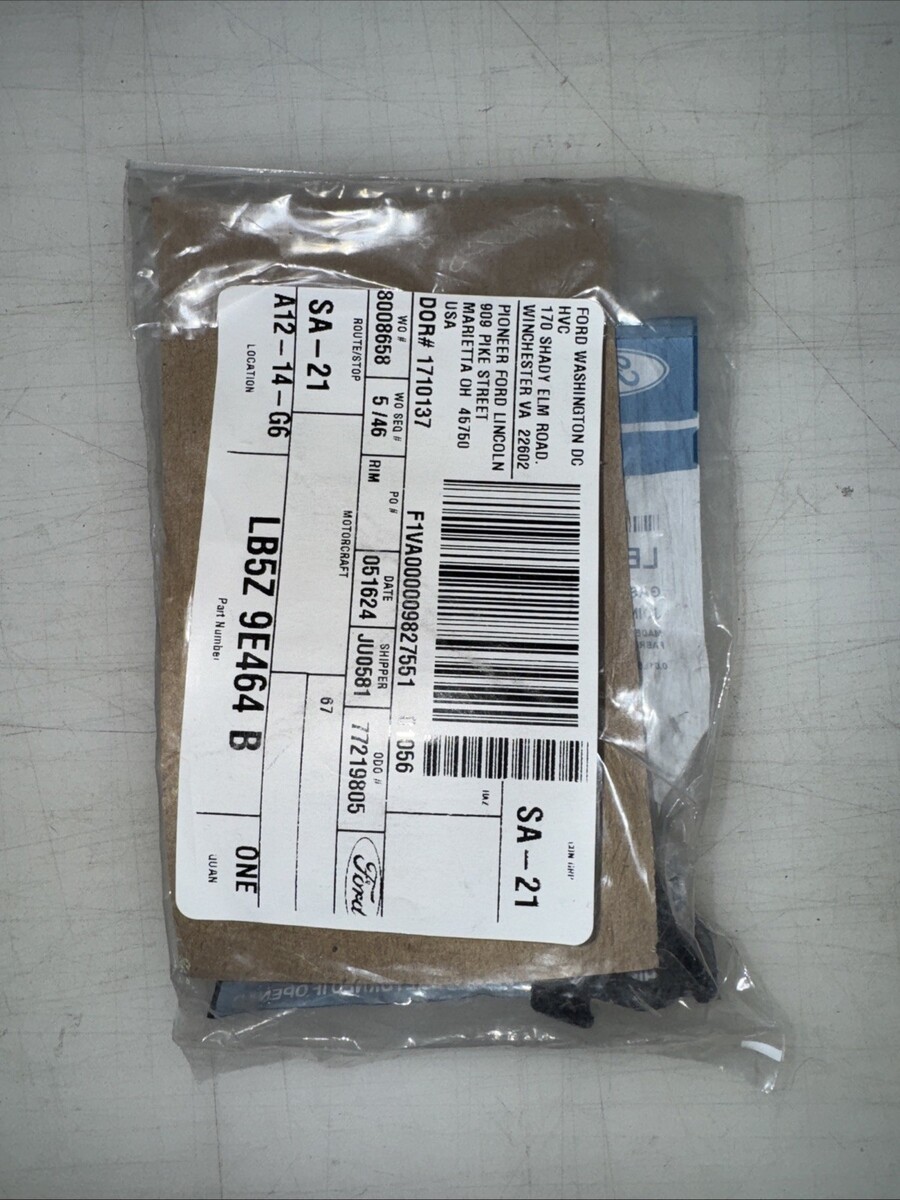 FORD WASHINGTON DC
HVC
170 SHADY ELM ROAD.
WINCHESTER VA 22602
PIONEER FORD LINCOLN
909 PIKE STREET
MARIETTA OH 45750
USA
SA-21
DOR# 1710137
F1VA0000009827551
WO #
8008658
WO SEQ #
5 /46
PO #
RIM
DATE
051624
SHIPPER
JU0581
ODO #
77219805
Ford
ROUTE/STOP
SA-21
MOTORCRAFT
67
A12-14-G6
LOCATION
LB5Z 9E464 B
Part Number
ONE
QUAN